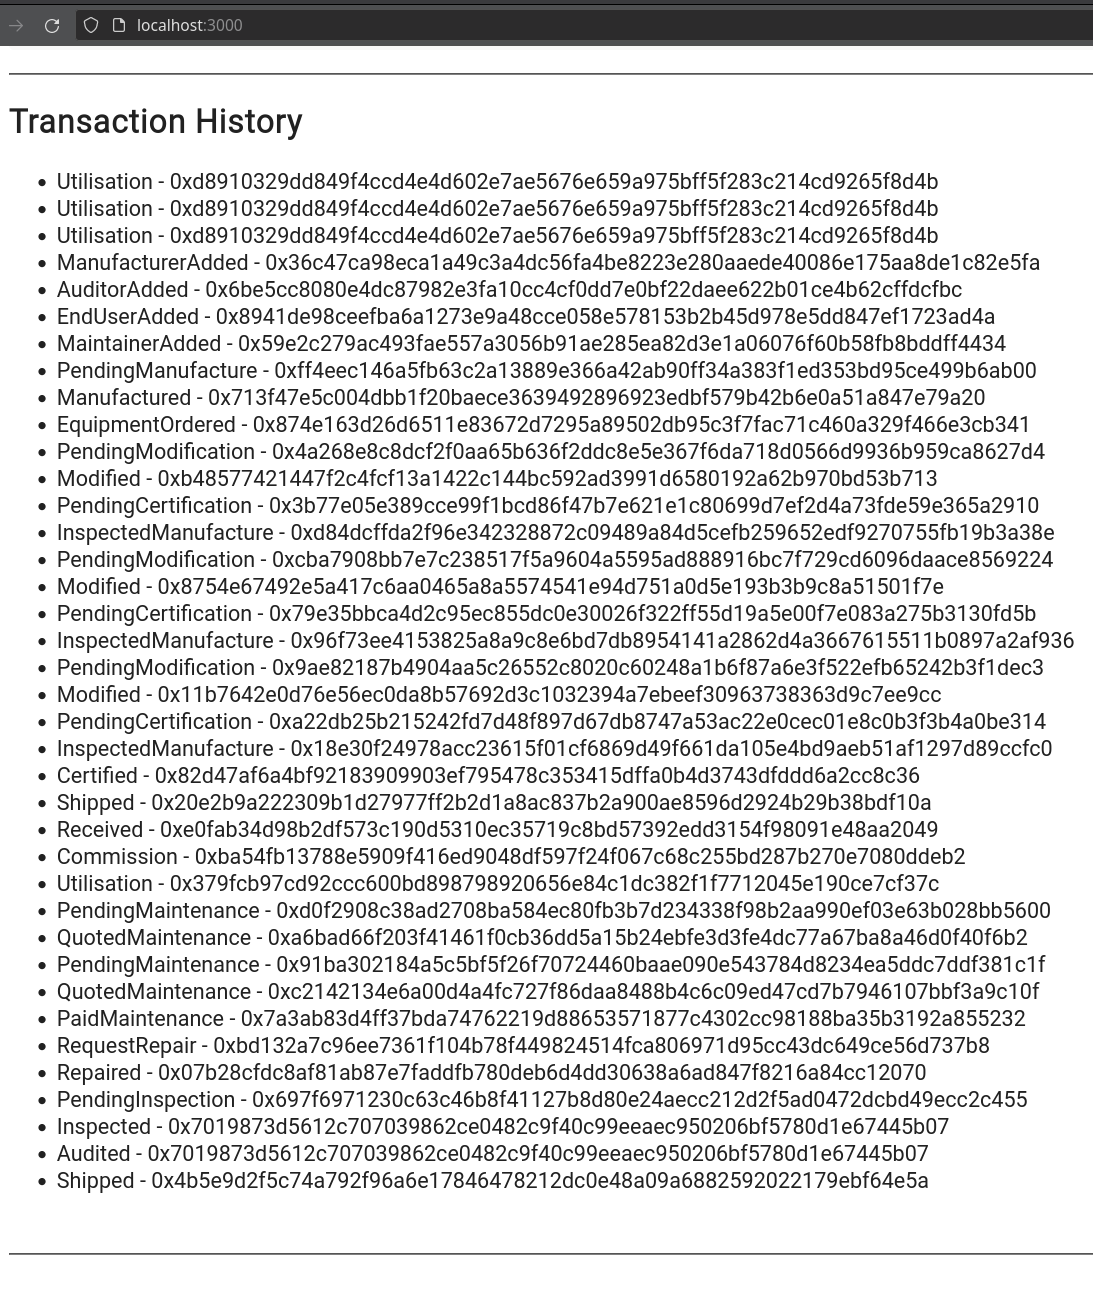 localhost:3000
Transaction History
Utilisation - 0xd8910329dd849f4ccd4e4d602e7ae5676e659a975bff5f283c214cd9265f8d4b
Utilisation - 0xd8910329dd849f4ccd4e4d602e7ae5676e659a975bff5f283c214cd9265f8d4b
Utilisation - 0xd8910329dd849f4ccd4e4d602e7ae5676e659a975bff5f283c214cd9265f8d4b
ManufacturerAdded - 0x36c47ca98eca1a49c3a4dc56fa4be8223e280aaede40086e175aa8de1c82e5fa
AuditorAdded - 0x6be5cc8080e4dc87982e3fa10cc4cf0dd7e0bf22daee622b01ce4b62cffdcfbc
EndUserAdded - 0x8941de98ceefba6a1273e9a48cce058e578153b2b45d978e5dd847ef1723ad4a
MaintainerAdded - 0x59e2c279ac493fae557a3056b91ae285ea82d3e1a06076f60b58fb8bddff4434
PendingManufacture - 0xff4eec146a5fb63c2a13889e366a42ab90ff34a383f1ed353bd95ce499b6ab00
Manufactured - 0x713f47e5c004dbb1f20baece3639492896923edbf579b42b6e0a51a847e79a20
EquipmentOrdered - 0x874e163d26d6511e83672d7295a89502db95c3f7fac71c460a329f466e3cb341
PendingModification - 0x4a268e8c8dcf2f0aa65b636f2ddc8e5e367f6da718d0566d9936b959ca8627d4
Modified - 0xb48577421447f2c4fcf13a1422c144bc592ad3991d6580192a62b970bd53b713
PendingCertification - 0x3b77e05e389cce99f1bcd86f47b7e621e1c80699d7ef2d4a73fde59e365a2910
InspectedManufacture - 0xd84dcffda2f96e342328872c09489a84d5cefb259652edf9270755fb19b3a38e
PendingModification - 0xcba7908bb7e7c238517f5a9604a5595ad888916bc7f729cd6096daace8569224
Modified - 0x8754e67492e5a417c6aa0465a8a5574541e94d751a0d5e193b3b9c8a51501f7e
PendingCertification - 0x79e35bbca4d2c95ec855dc0e30026f322ff55d19a5e00f7e083a275b3130fd5b
InspectedManufacture - 0x96f73ee4153825a8a9c8e6bd7db8954141a2862d4a3667615511b0897a2af936
PendingModification - 0x9ae82187b4904aa5c26552c8020c60248a1b6f87a6e3f522efb65242b3f1dec3
Modified - 0x11b7642e0d76e56ec0da8b57692d3c1032394a7ebeef30963738363d9c7ee9cc
PendingCertification - 0xa22db25b215242fd7d48f897d67db8747a53ac22e0cec01e8c0b3f3b4a0be314
InspectedManufacture - 0x18e30f24978acc23615f01cf6869d49f661da105e4bd9aeb51af1297d89ccfc0
Certified - 0x82d47af6a4bf92183909903ef795478c353415dffa0b4d3743dfddd6a2cc8c36
Shipped - 0x20e2b9a222309b1d27977ff2b2d1a8ac837b2a900ae8596d2924b29b38bdf10a
Received - 0xe0fab34d98b2df573c190d5310ec35719c8bd57392edd3154f98091e48aa2049
Commission - 0xba54fb13788e5909f416ed9048df597f24f067c68c255bd287b270e7080ddeb2
Utilisation - 0x379fcb97cd92ccc600bd898798920656e84c1dc382f1f7712045e190ce7cf37c
PendingMaintenance - 0xd0f2908c38ad2708ba584ec80fb3b7d234338f98b2aa990ef03e63b028bb5600
QuotedMaintenance - 0xa6bad66f203f41461f0cb36dd5a15b24ebfe3d3fe4dc77a67ba8a46d0f40f6b2
PendingMaintenance - 0x91ba302184a5c5bf5f26f70724460baae090e543784d8234ea5ddc7ddf381c1f
QuotedMaintenance - 0xc2142134e6a00d4a4fc727f86daa8488b4c6c09ed47cd7b7946107bbf3a9c10f
PaidMaintenance - 0x7a3ab83d4ff37bda74762219d88653571877c4302cc98188ba35b3192a855232
RequestRepair - 0xbd132a7c96ee7361f104b78f449824514fca806971d95cc43dc649ce56d737b8
Repaired - 0x07b28cfdc8af81ab87e7faddfb780deb6d4dd30638a6ad847f8216a84cc12070
PendingInspection - 0x697f6971230c63c46b8f41127b8d80e24aecc212d2f5ad0472dcbd49ecc2c455
Inspected - 0x7019873d5612c707039862ce0482c9f40c99eeaec950206bf5780d1e67445b07
Audited - 0x7019873d5612c707039862ce0482c9f40c99eeaec950206bf5780d1e67445b07
Shipped - 0x4b5e9d2f5c74a792f96a6e17846478212dc0e48a09a6882592022179ebf64e5a